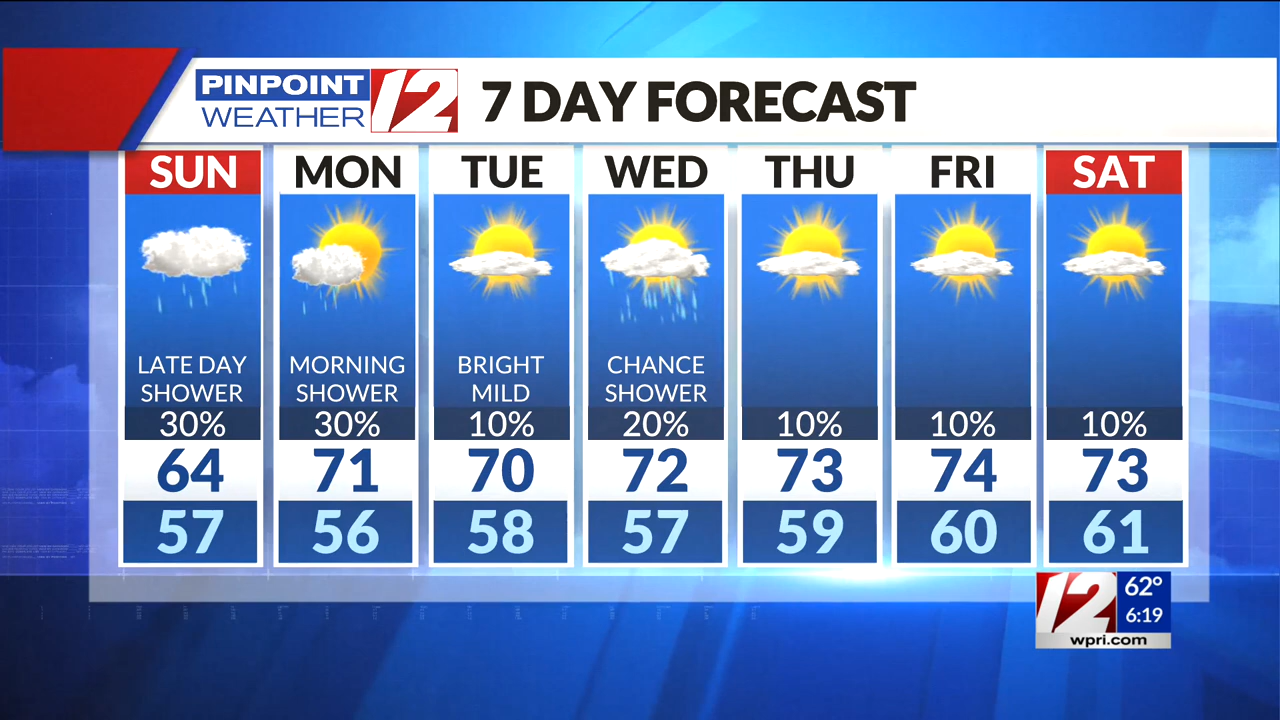 PINPOINT
WEATHER 12
7 DAY FORECAST
SUN MON TUE WED THU FRI SAT
LATE DAY MORNING BRIGHT CHANCE
SHOWER SHOWER MILD SHOWER
30% 30% 10% 20% 10% 10% 10%
64 71 70 72 73 74 73
57 56 58 57 59 60 61
12 62°
6:19
wpri.com